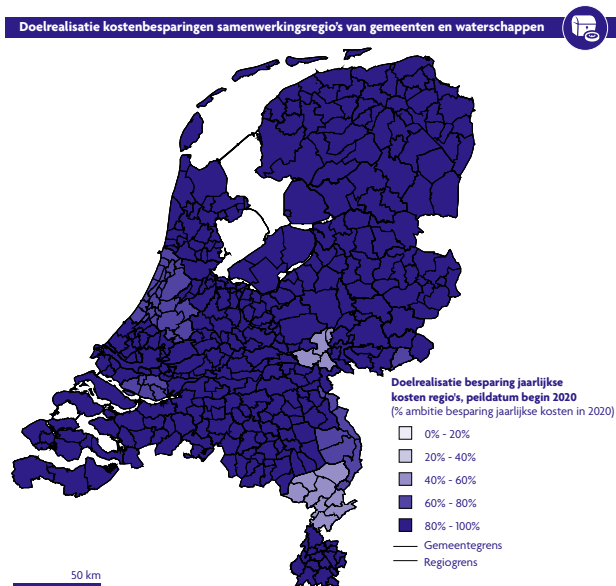 Doelrealisatie kostenbesparingen samenwerkingsregio's van gemeenten en waterschappen
Doelrealisatie besparing jaarlijkse
kosten regio's, peildatum begin 2020
(% ambitie besparing jaarlijkse kosten in 2020)
0% - 20%
20% - 40%
40% - 60%
60% - 80%
80% - 100%
Gemeentegrens
Regiogrens
50 km